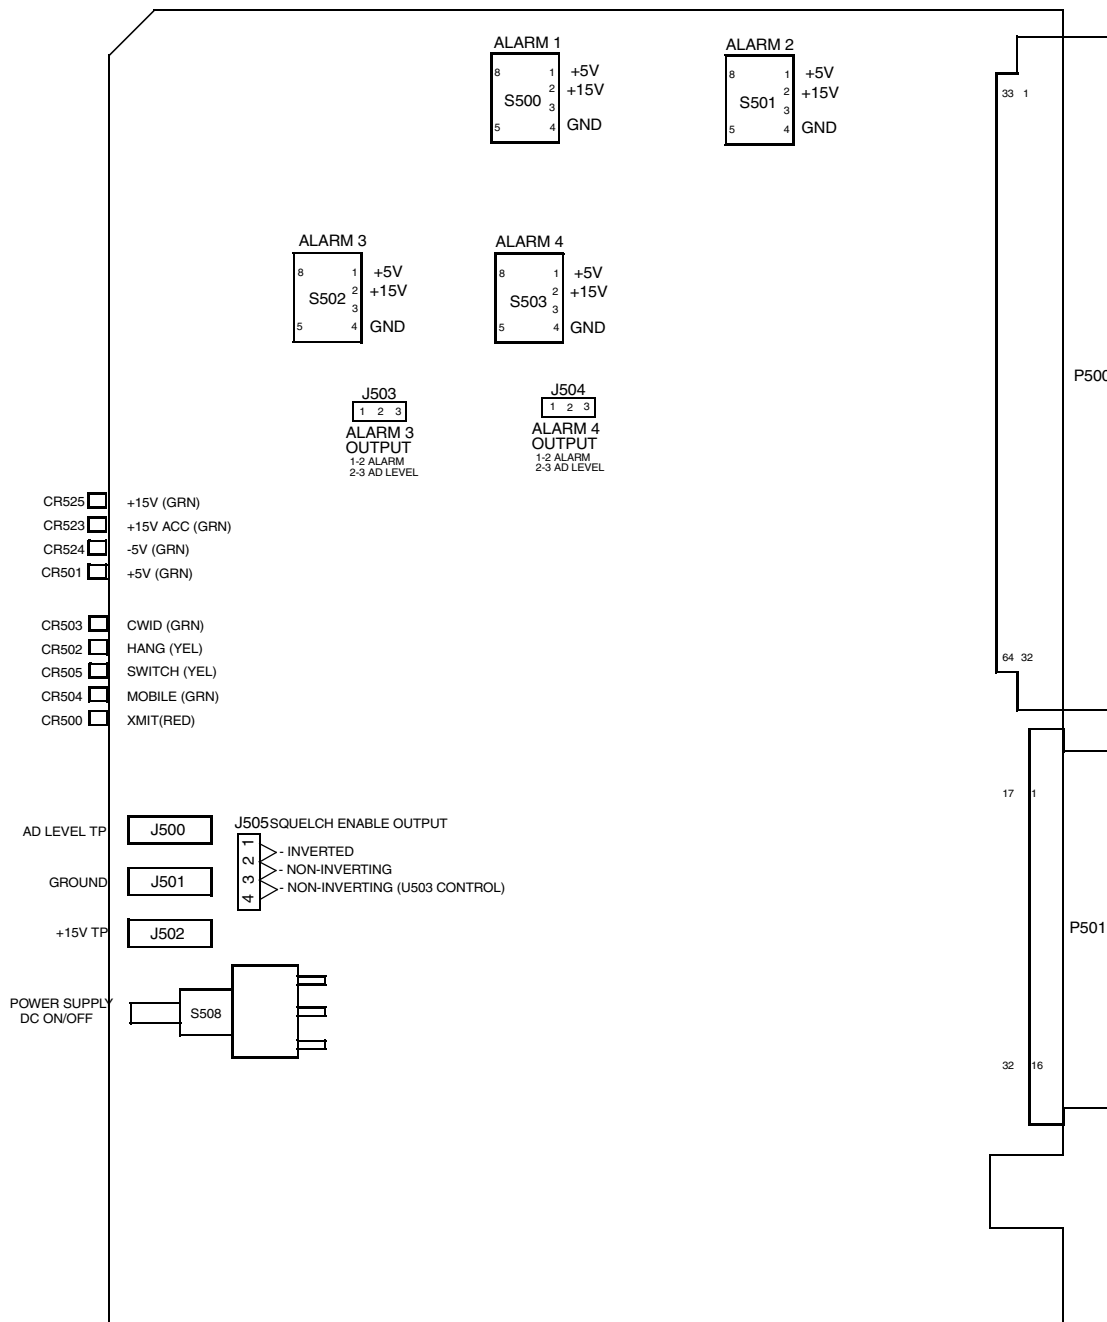 ALARM 1
8 1 +5V
2 +15V
S500
3
5 4 GND
ALARM 2
8 1 +5V
2 +15V
S501
3
5 4 GND
33 1
ALARM 3
8 1 +5V
2 +15V
S502
3
5 4 GND
ALARM 4
8 1 +5V
2 +15V
S503
3
5 4 GND
P500
J503
1 2 3
ALARM 3
OUTPUT
1-2 ALARM
2-3 AD LEVEL
J504
1 2 3
ALARM 4
OUTPUT
1-2 ALARM
2-3 AD LEVEL
CR525 +15V (GRN)
CR523 +15V ACC (GRN)
CR524 -5V (GRN)
CR501 +5V (GRN)
CR503 CWID (GRN)
CR502 HANG (YEL)
CR505 SWITCH (YEL)
CR504 MOBILE (GRN)
CR500 XMIT(RED)
64 32
17 1
AD LEVEL TP J500
GROUND J501
+15V TP J502
J505 SQUELCH ENABLE OUTPUT
1
2
3
4
- INVERTED
- NON-INVERTING
- NON-INVERTING (U503 CONTROL)
P501
POWER SUPPLY
DC ON/OFF
S508
32 16